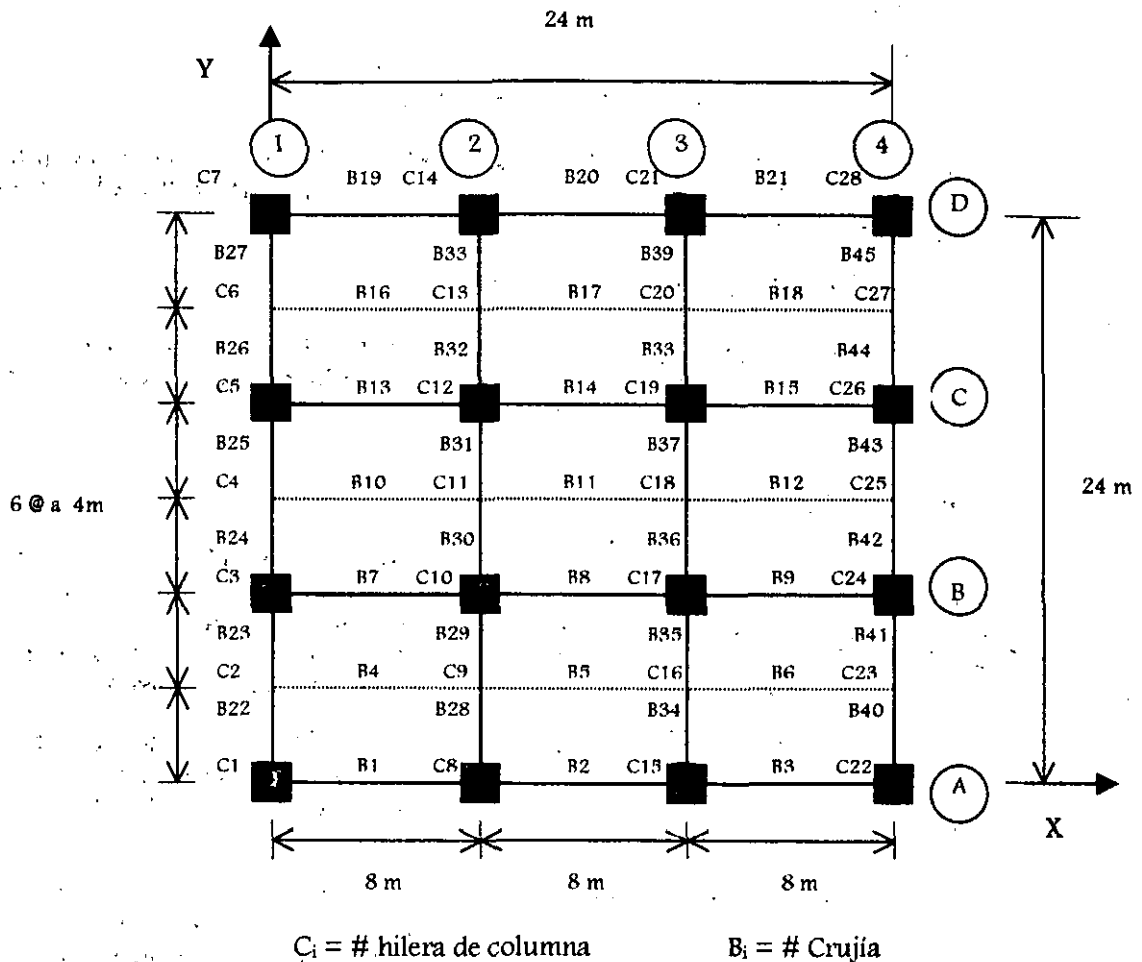 24 m
Y
1 2 3 4
C7 B19 C14 B20 C21 B21 C28
D
B27 B33 B39 B45
C6 B16 C13 B17 C20 B18 C27
B26 B32 B33 B44
C5 B13 C12 B14 C19 B15 C26
C
B25 B31 B37 B43
C4 B10 C11 B11 C18 B12 C25
6 @ a 4m
24 m
B24 B30 B36 B42
C3 B7 C10 B8 C17 B9 C24
B
B23 B29 B35 B41
C2 B4 C9 B5 C16 B6 C23
B22 B28 B34 B40
C1 B1 C8 B2 C15 B3 C22
A
X
8 m 8 m 8 m
Ci = # hilera de columna Bi = # Crujía